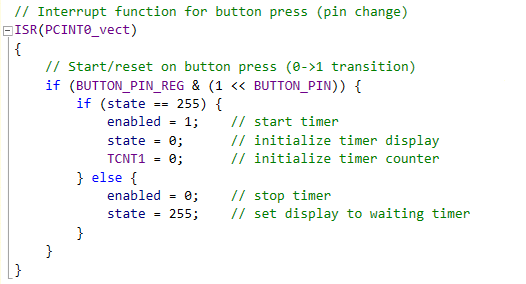 // Interrupt function for button press (pin change)
ISR(PCINT0_vect)
{
    // Start/reset on button press (0->1 transition)
    if (BUTTON_PIN_REG & (1 << BUTTON_PIN)) {
        if (state == 255) {
            enabled = 1;    // start timer
            state = 0;      // initialize timer display
            TCNT1 = 0;      // initialize timer counter
        } else {
            enabled = 0;    // stop timer
            state = 255;    // set display to waiting timer
        }
    }
}